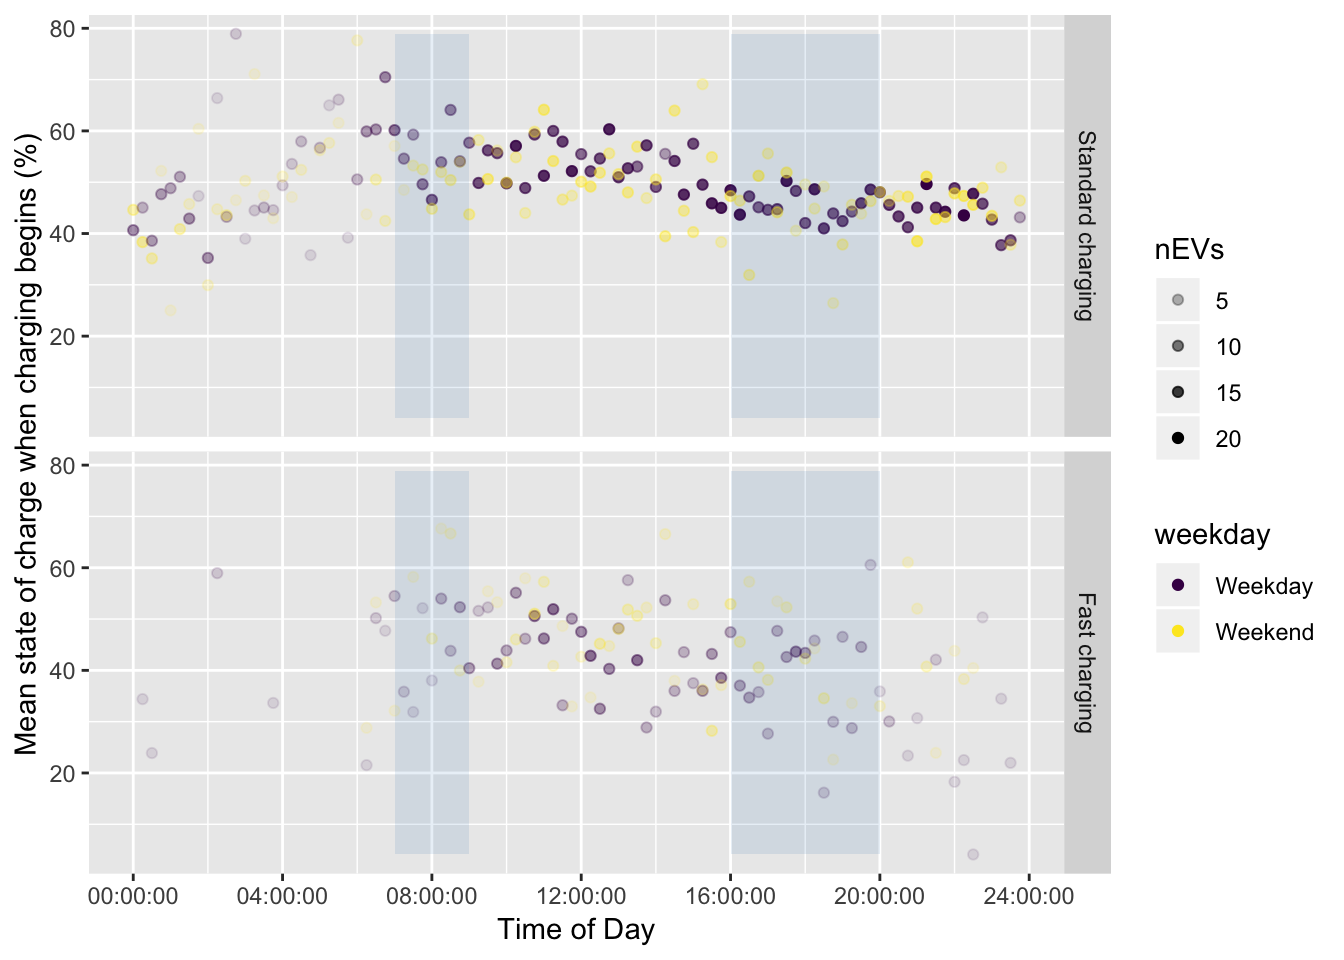 Mean state of charge when charging begins (%)
80
60
40
20
Standard charging
80
60
40
20
Fast charging
00:00:00 04:00:00 08:00:00 12:00:00 16:00:00 20:00:00 24:00:00
Time of Day
nEVs
5
10
15
20
weekday
Weekday
Weekend